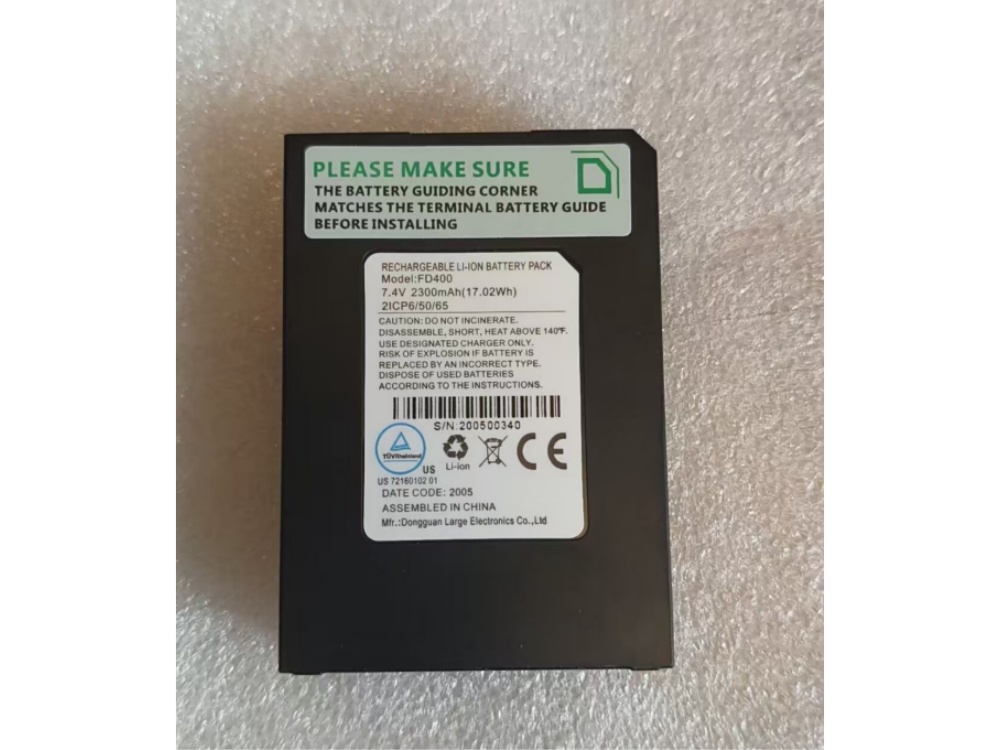 PLEASE MAKE SURE
THE BATTERY GUIDING CORNER
MATCHES THE TERMINAL BATTERY GUIDE
BEFORE INSTALLING
RECHARGEABLE LI-ION BATTERY PACK
Model:FD400
7.4V 2300mAh(17.02Wh)
2ICP6/50/65
CAUTION: DO NOT INCINERATE.
DISASSEMBLE, SHORT, HEAT ABOVE 140°F.
USE DESIGNATED CHARGER ONLY.
RISK OF EXPLOSION IF BATTERY IS
REPLACED BY AN INCORRECT TYPE.
DISPOSE OF USED BATTERIES
ACCORDING TO THE INSTRUCTIONS.
S/N:200500340
TÜVRheinland
US
Li-ion
CE
US 72160102 01
DATE CODE: 2005
ASSEMBLED IN CHINA
Mfr.:Dongguan Large Electronics Co.,Ltd